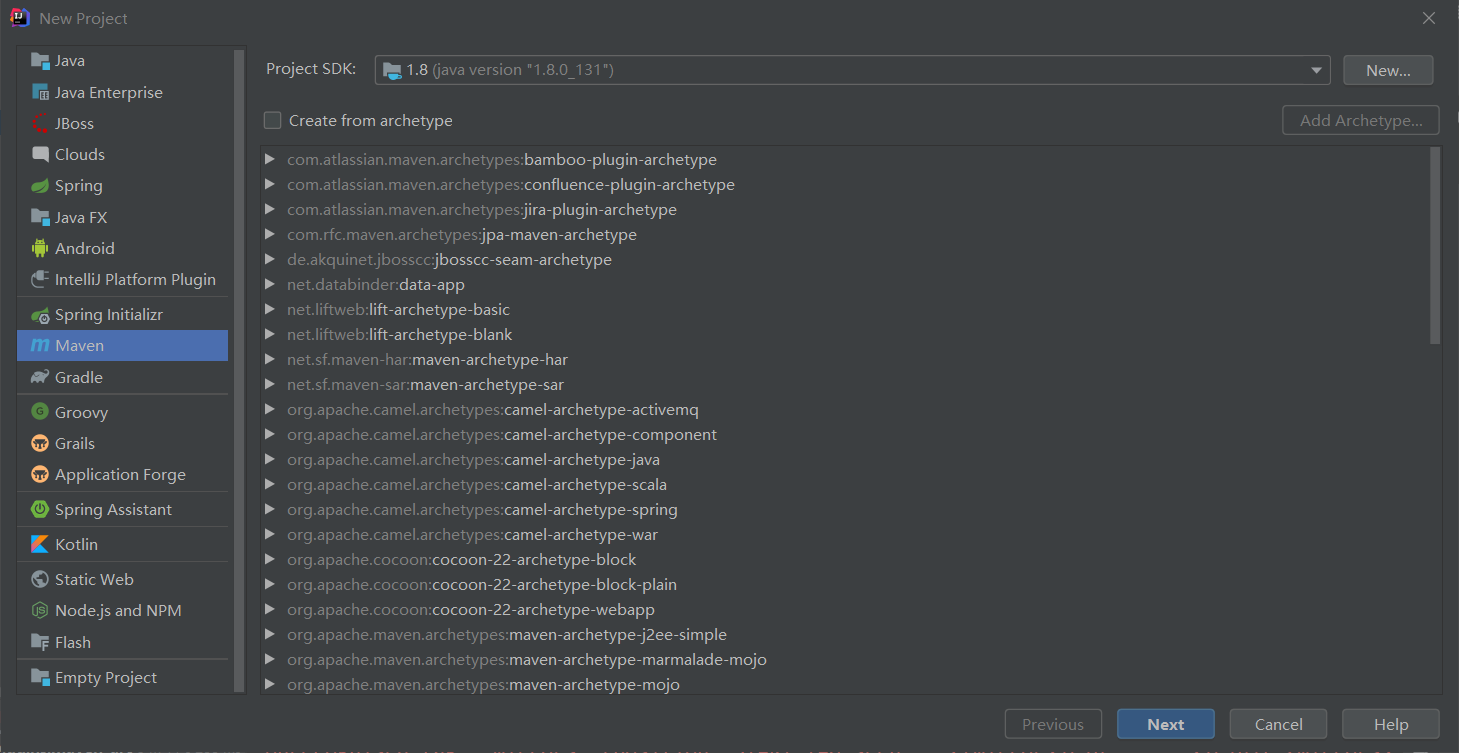 New Project
Java
Java Enterprise
JBoss
Clouds
Spring
Java FX
Android
IntelliJ Platform Plugin
Spring Initializr
Maven
Gradle
Groovy
Grails
Application Forge
Spring Assistant
Kotlin
Static Web
Node.js and NPM
Flash
Empty Project
Project SDK: 1.8 (java version "1.8.0_131") New...
Create from archetype Add Archetype...
com.atlassian.maven.archetypes:bamboo-plugin-archetype
com.atlassian.maven.archetypes:confluence-plugin-archetype
com.atlassian.maven.archetypes:jira-plugin-archetype
com.rfc.maven.archetypes:jpa-maven-archetype
de.akquinet.jbosscc:jbosscc-seam-archetype
net.databinder:data-app
net.liftweb:lift-archetype-basic
net.liftweb:lift-archetype-blank
net.sf.maven-har:maven-archetype-har
net.sf.maven-sar:maven-archetype-sar
org.apache.camel.archetypes:camel-archetype-activemq
org.apache.camel.archetypes:camel-archetype-component
org.apache.camel.archetypes:camel-archetype-java
org.apache.camel.archetypes:camel-archetype-scala
org.apache.camel.archetypes:camel-archetype-spring
org.apache.camel.archetypes:camel-archetype-war
org.apache.cocoon:cocoon-22-archetype-block
org.apache.cocoon:cocoon-22-archetype-block-plain
org.apache.cocoon:cocoon-22-archetype-webapp
org.apache.maven.archetypes:maven-archetype-j2ee-simple
org.apache.maven.archetypes:maven-archetype-marmalade-mojo
org.apache.maven.archetypes:maven-archetype-mojo
Previous Next Cancel Help